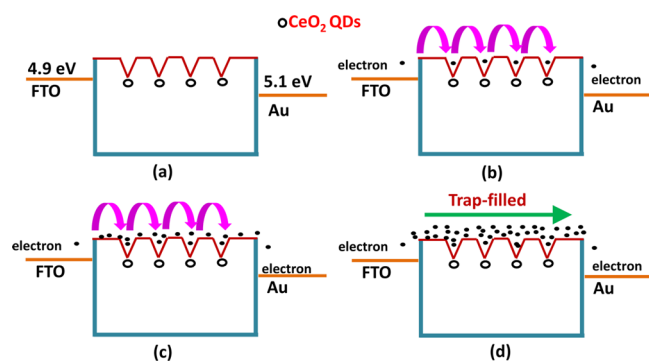 CeO₂ QDs
4.9 eV
FTO
5.1 eV
Au
(a)
electron
FTO
electron
Au
(b)
electron
FTO
electron
Au
(c)
Trap-filled
electron
FTO
electron
Au
(d)